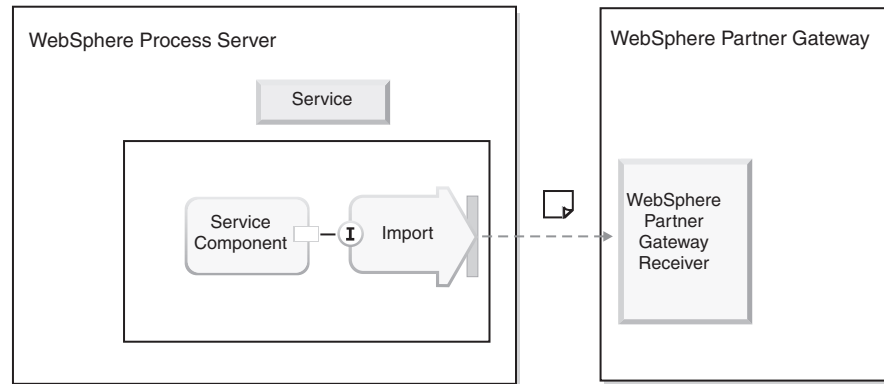 WebSphere Process Server
Service
Service
Component
I
Import
WebSphere Partner Gateway
WebSphere
Partner
Gateway
Receiver